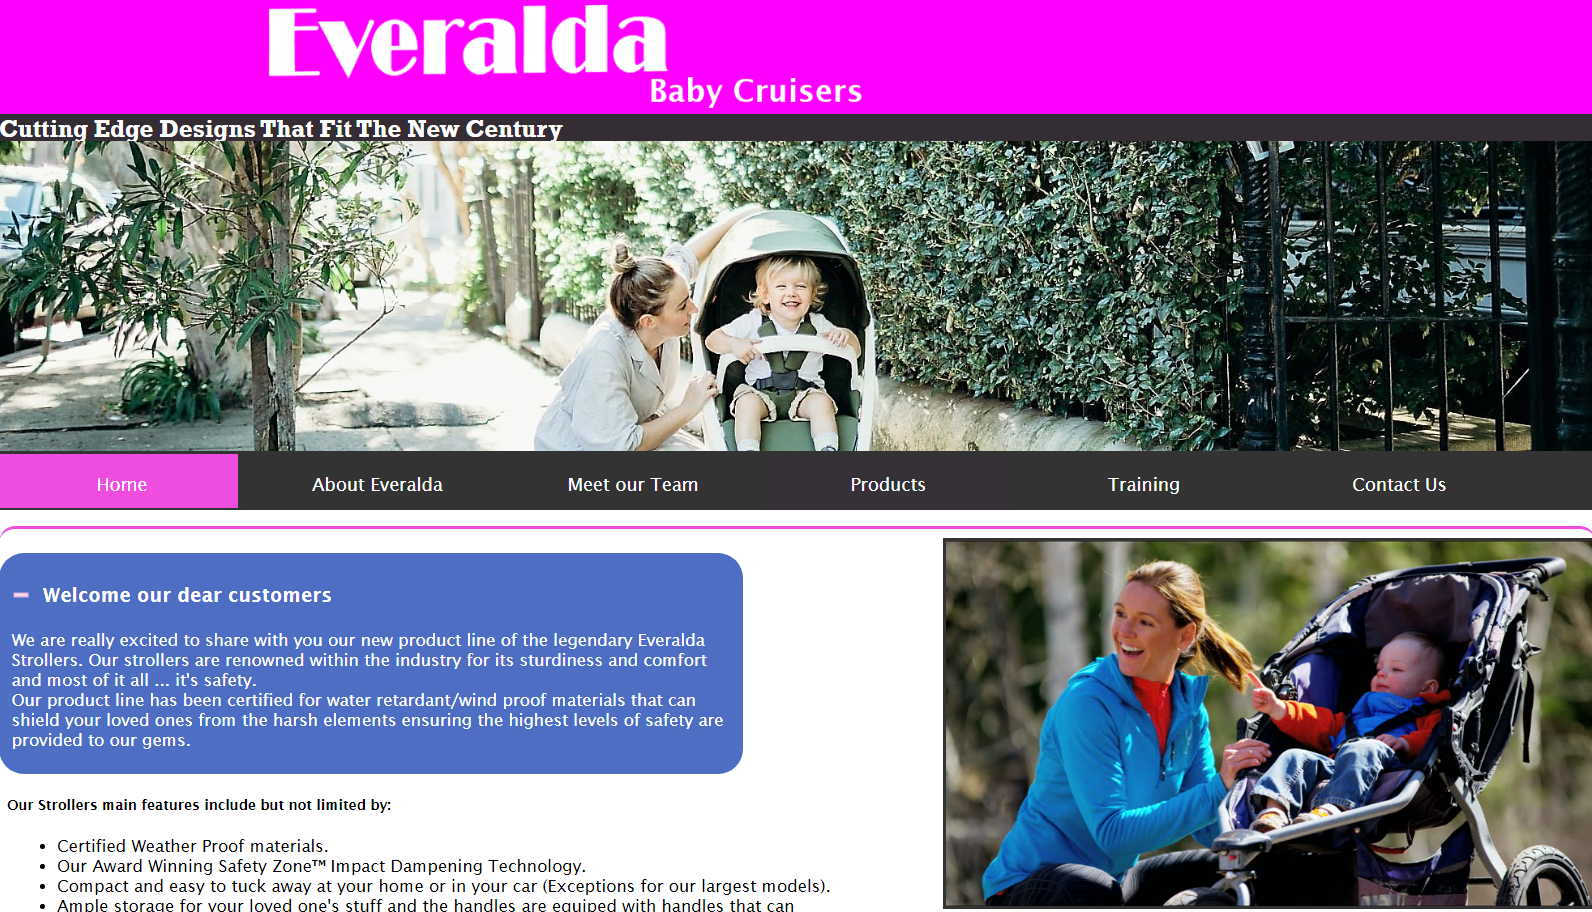 Everalda
Baby Cruisers
Cutting Edge Designs That Fit The New Century
Home
About Everalda
Meet our Team
Products
Training
Contact Us
Welcome our dear customers
We are really excited to share with you our new product line of the legendary Everalda
Strollers. Our strollers are renowned within the industry for its sturdiness and comfort
and most of it all ... it's safety.
Our product line has been certified for water retardant/wind proof materials that can
shield your loved ones from the harsh elements ensuring the highest levels of safety are
provided to our gems.
Our Strollers main features include but not limited by:
• Certified Weather Proof materials.
• Our Award Winning Safety Zone™ Impact Dampening Technology.
• Compact and easy to tuck away at your home or in your car (Exceptions for our largest models).
• Ample storage for your loved one's stuff and the handles are equiped with handles that can